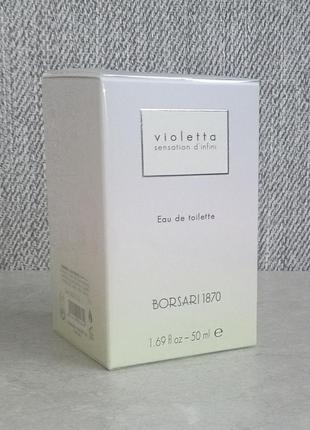 violetta
sensation d'infini
Eau de toilette
BORSARI 1870
1.69 fl oz – 50 ml e